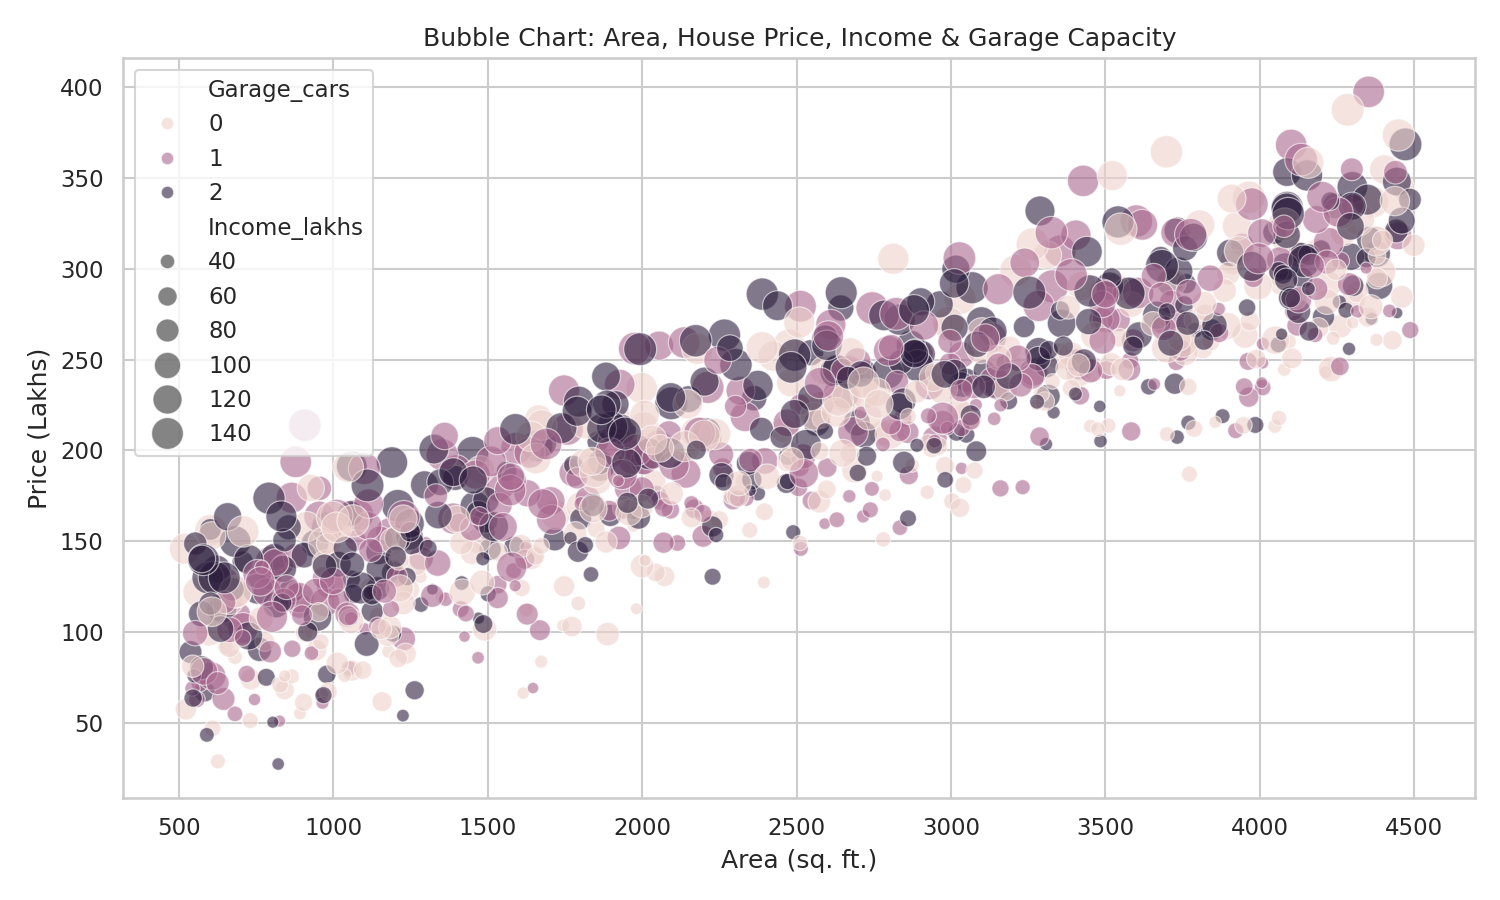 Bubble Chart: Area, House Price, Income & Garage Capacity
Price (Lakhs)
400
350
300
250
200
150
100
50
Garage_cars
0
1
2
Income_lakhs
40
60
80
100
120
140
500 1000 1500 2000 2500 3000 3500 4000 4500
Area (sq. ft.)